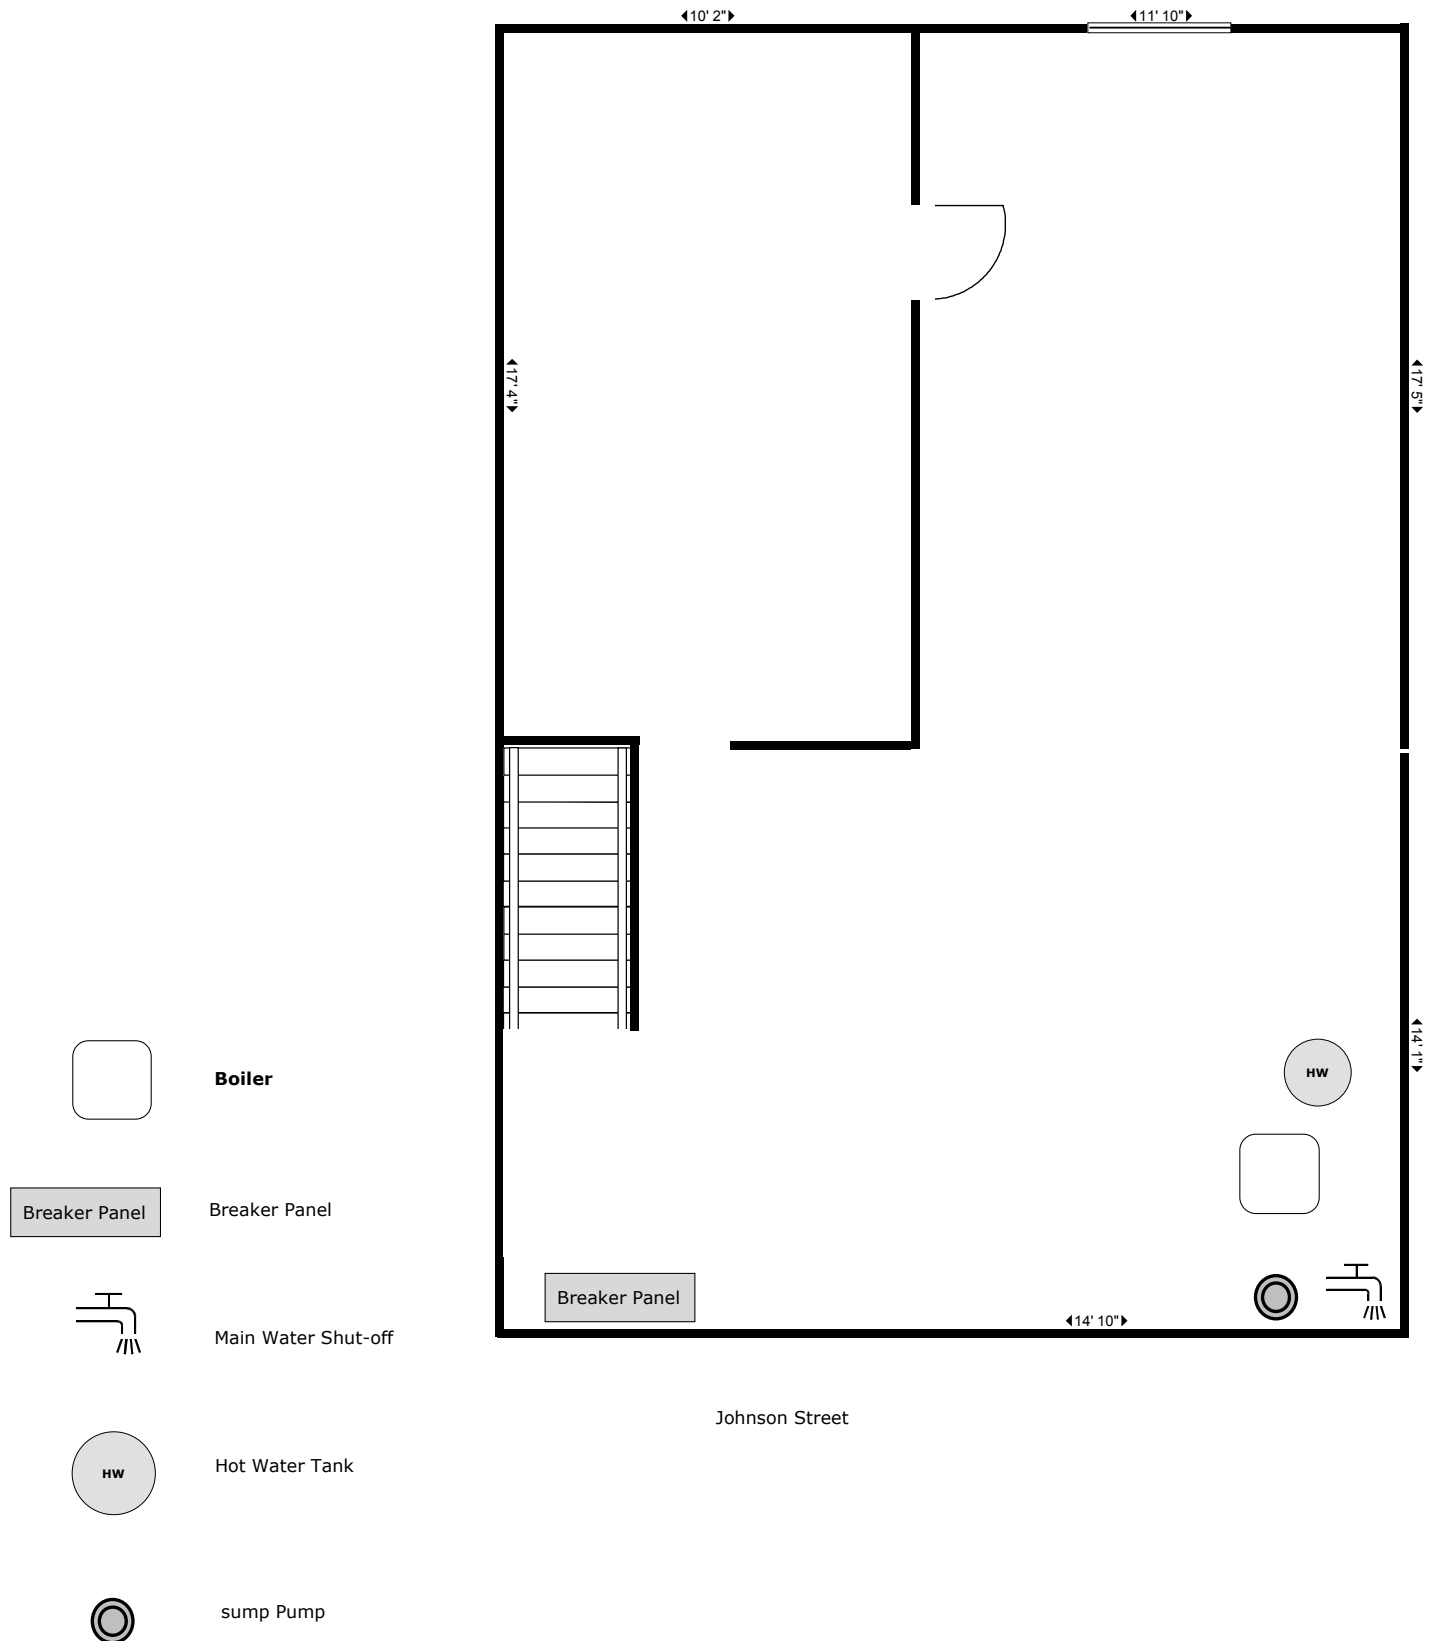 10' 2"
11' 10"
17' 4"
17' 5"
14' 1"
HW
Boiler
Breaker Panel
Breaker Panel
Breaker Panel
14' 10"
Main Water Shut-off
Johnson Street
HW
Hot Water Tank
sump Pump